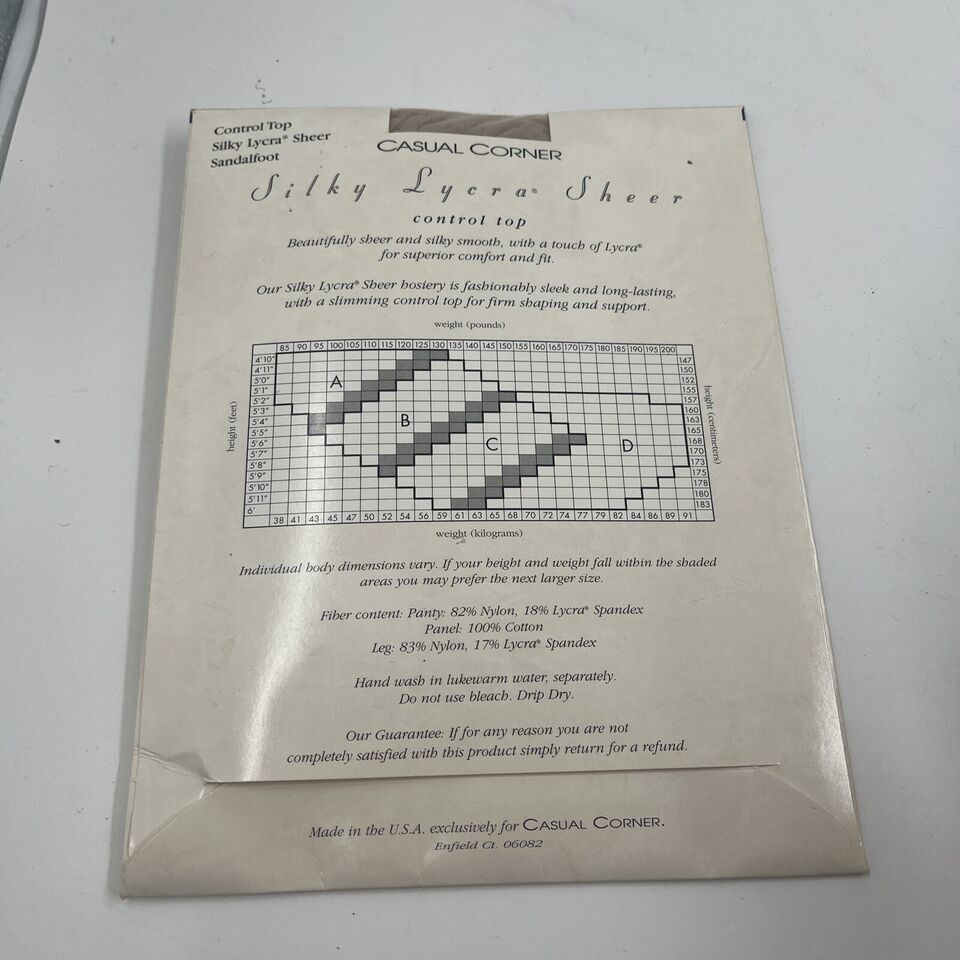 Control Top
Silky Lycra® Sheer
Sandalfoot
CASUAL CORNER
Silky Lycra® Sheer
control top
Beautifully sheer and silky smooth, with a touch of Lycra®
for superior comfort and fit.
Our Silky Lycra® Sheer hosiery is fashionably sleek and long-lasting,
with a slimming control top for firm shaping and support.
weight (pounds)
85 90 95 100 105 110 115 120 125 130 135 140 145 150 155 160 165 170 175 180 185 190 195 200
height (feet)
4'10"
4'11"
5'0"
5'1"
5'2"
5'3"
5'4"
5'5"
5'6"
5'7"
5'8"
5'9"
5'10"
5'11"
6'
A
B
C
D
147
150
152
155
157
160
163
165
168
170
173
175
178
180
183
height (centimeters)
38 41 43 45 47 50 52 54 56 59 61 63 65 68 70 72 74 77 79 82 84 86 89 91
weight (kilograms)
Individual body dimensions vary. If your height and weight fall within the shaded
areas you may prefer the next larger size.
Fiber content: Panty: 82% Nylon, 18% Lycra® Spandex
Panel: 100% Cotton
Leg: 83% Nylon, 17% Lycra® Spandex
Hand wash in lukewarm water, separately.
Do not use bleach. Drip Dry.
Our Guarantee: If for any reason you are not
completely satisfied with this product simply return for a refund.
Made in the U.S.A. exclusively for CASUAL CORNER.
Enfield Ct. 06082